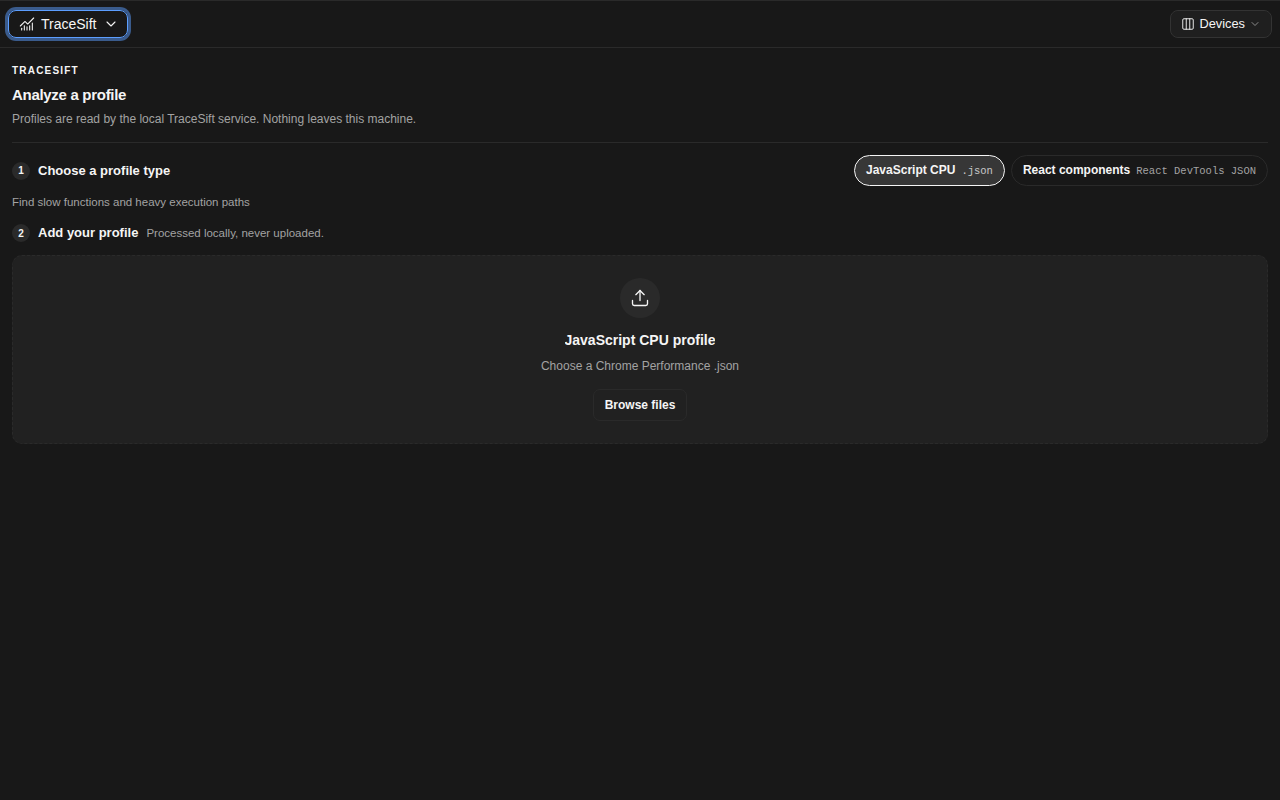 TraceSift
Devices
TRACESIFT
Analyze a profile
Profiles are read by the local TraceSift service. Nothing leaves this machine.
1 Choose a profile type
JavaScript CPU .json
React components React DevTools JSON
Find slow functions and heavy execution paths
2 Add your profile Processed locally, never uploaded.
JavaScript CPU profile
Choose a Chrome Performance .json
Browse files